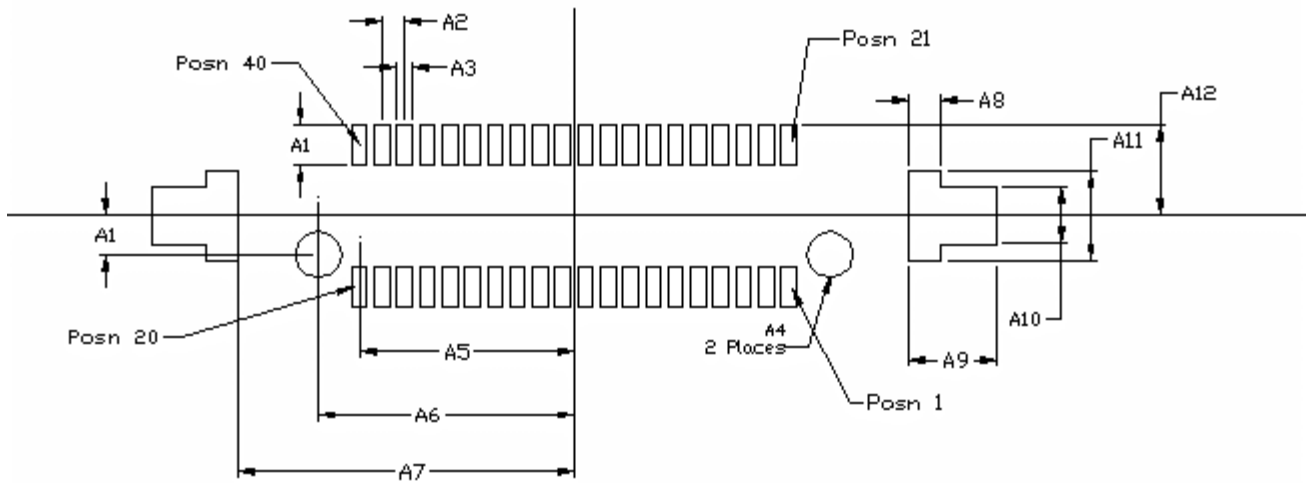 A2
Posn 21
Posn 40
A3
A8
A12
A1
A11
A1
A10
Posn 20
A4
2 Places
A5
A9
Posn 1
A6
A7